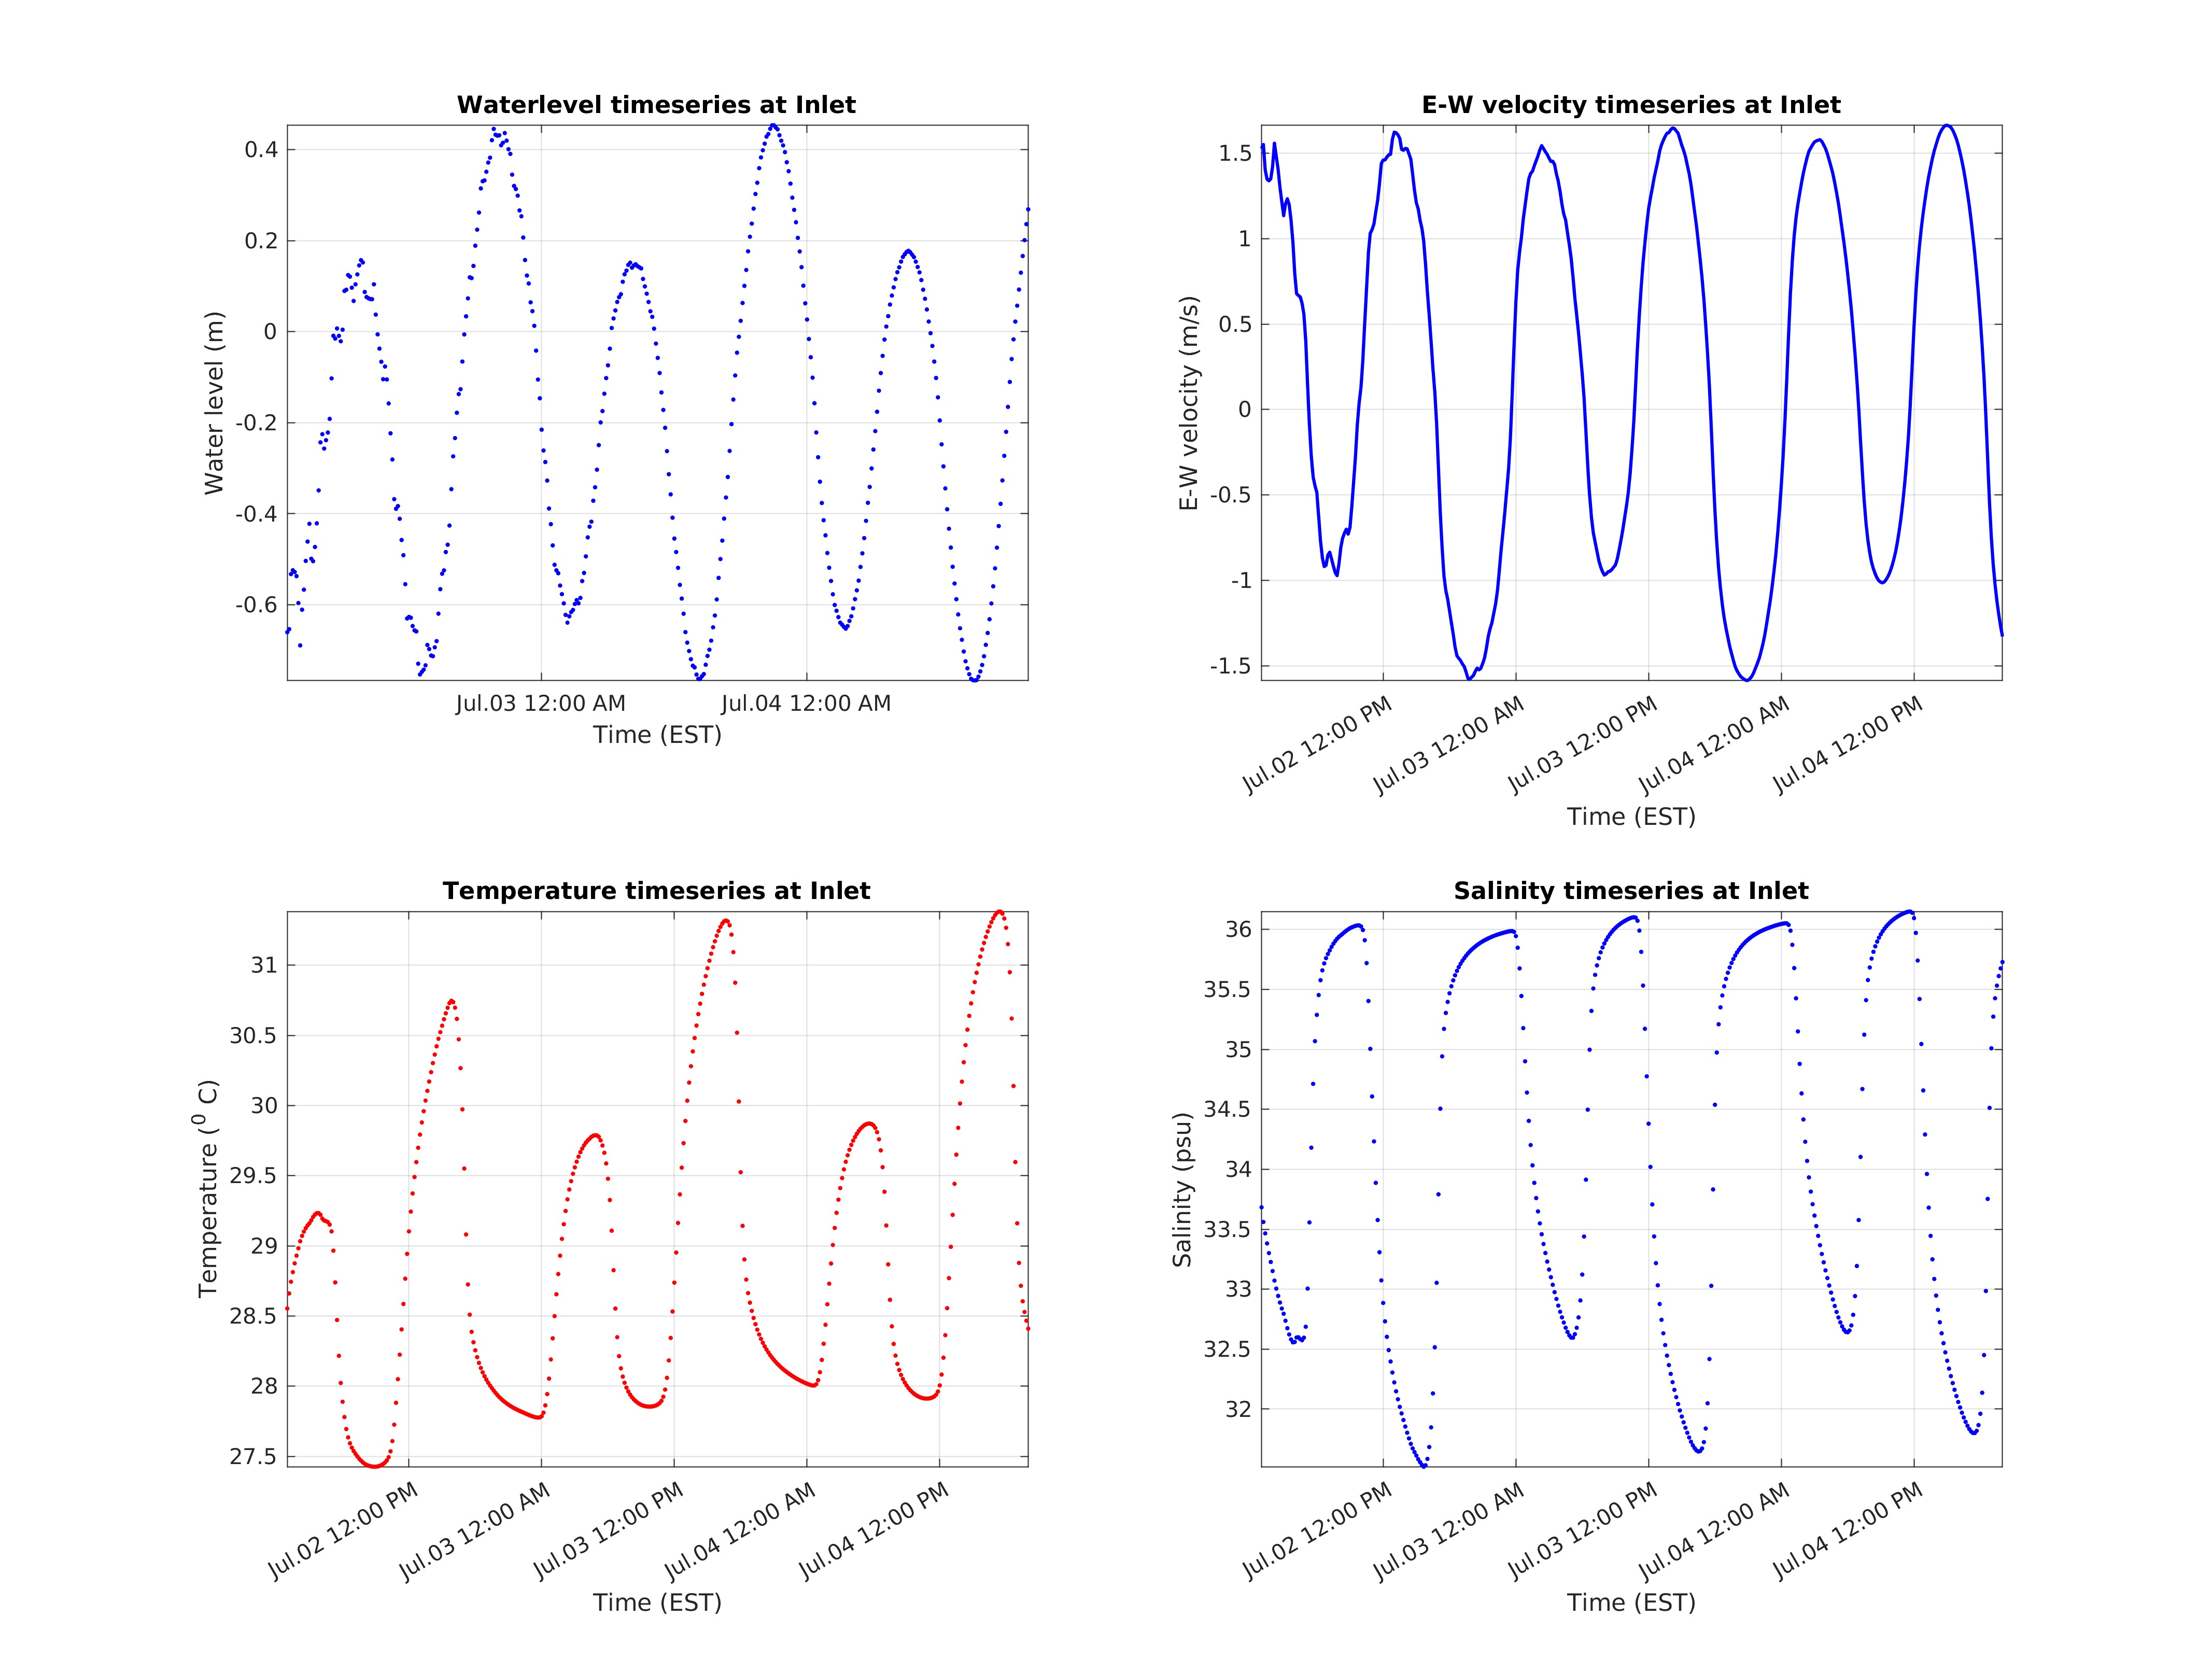 Waterlevel timeseries at Inlet
0.4
0.2
0
-0.2
-0.4
-0.6
Water level (m)
Jul.03 12:00 AM
Jul.04 12:00 AM
Time (EST)
E-W velocity timeseries at Inlet
1.5
1
0.5
0
-0.5
-1
-1.5
E-W velocity (m/s)
Jul.02 12:00 PM
Jul.03 12:00 AM
Jul.03 12:00 PM
Jul.04 12:00 AM
Jul.04 12:00 PM
Time (EST)
Temperature timeseries at Inlet
31
30.5
30
29.5
29
28.5
28
27.5
Temperature (⁰ C)
Jul.02 12:00 PM
Jul.03 12:00 AM
Jul.03 12:00 PM
Jul.04 12:00 AM
Jul.04 12:00 PM
Time (EST)
Salinity timeseries at Inlet
36
35.5
35
34.5
34
33.5
33
32.5
32
Salinity (psu)
Jul.02 12:00 PM
Jul.03 12:00 AM
Jul.03 12:00 PM
Jul.04 12:00 AM
Jul.04 12:00 PM
Time (EST)